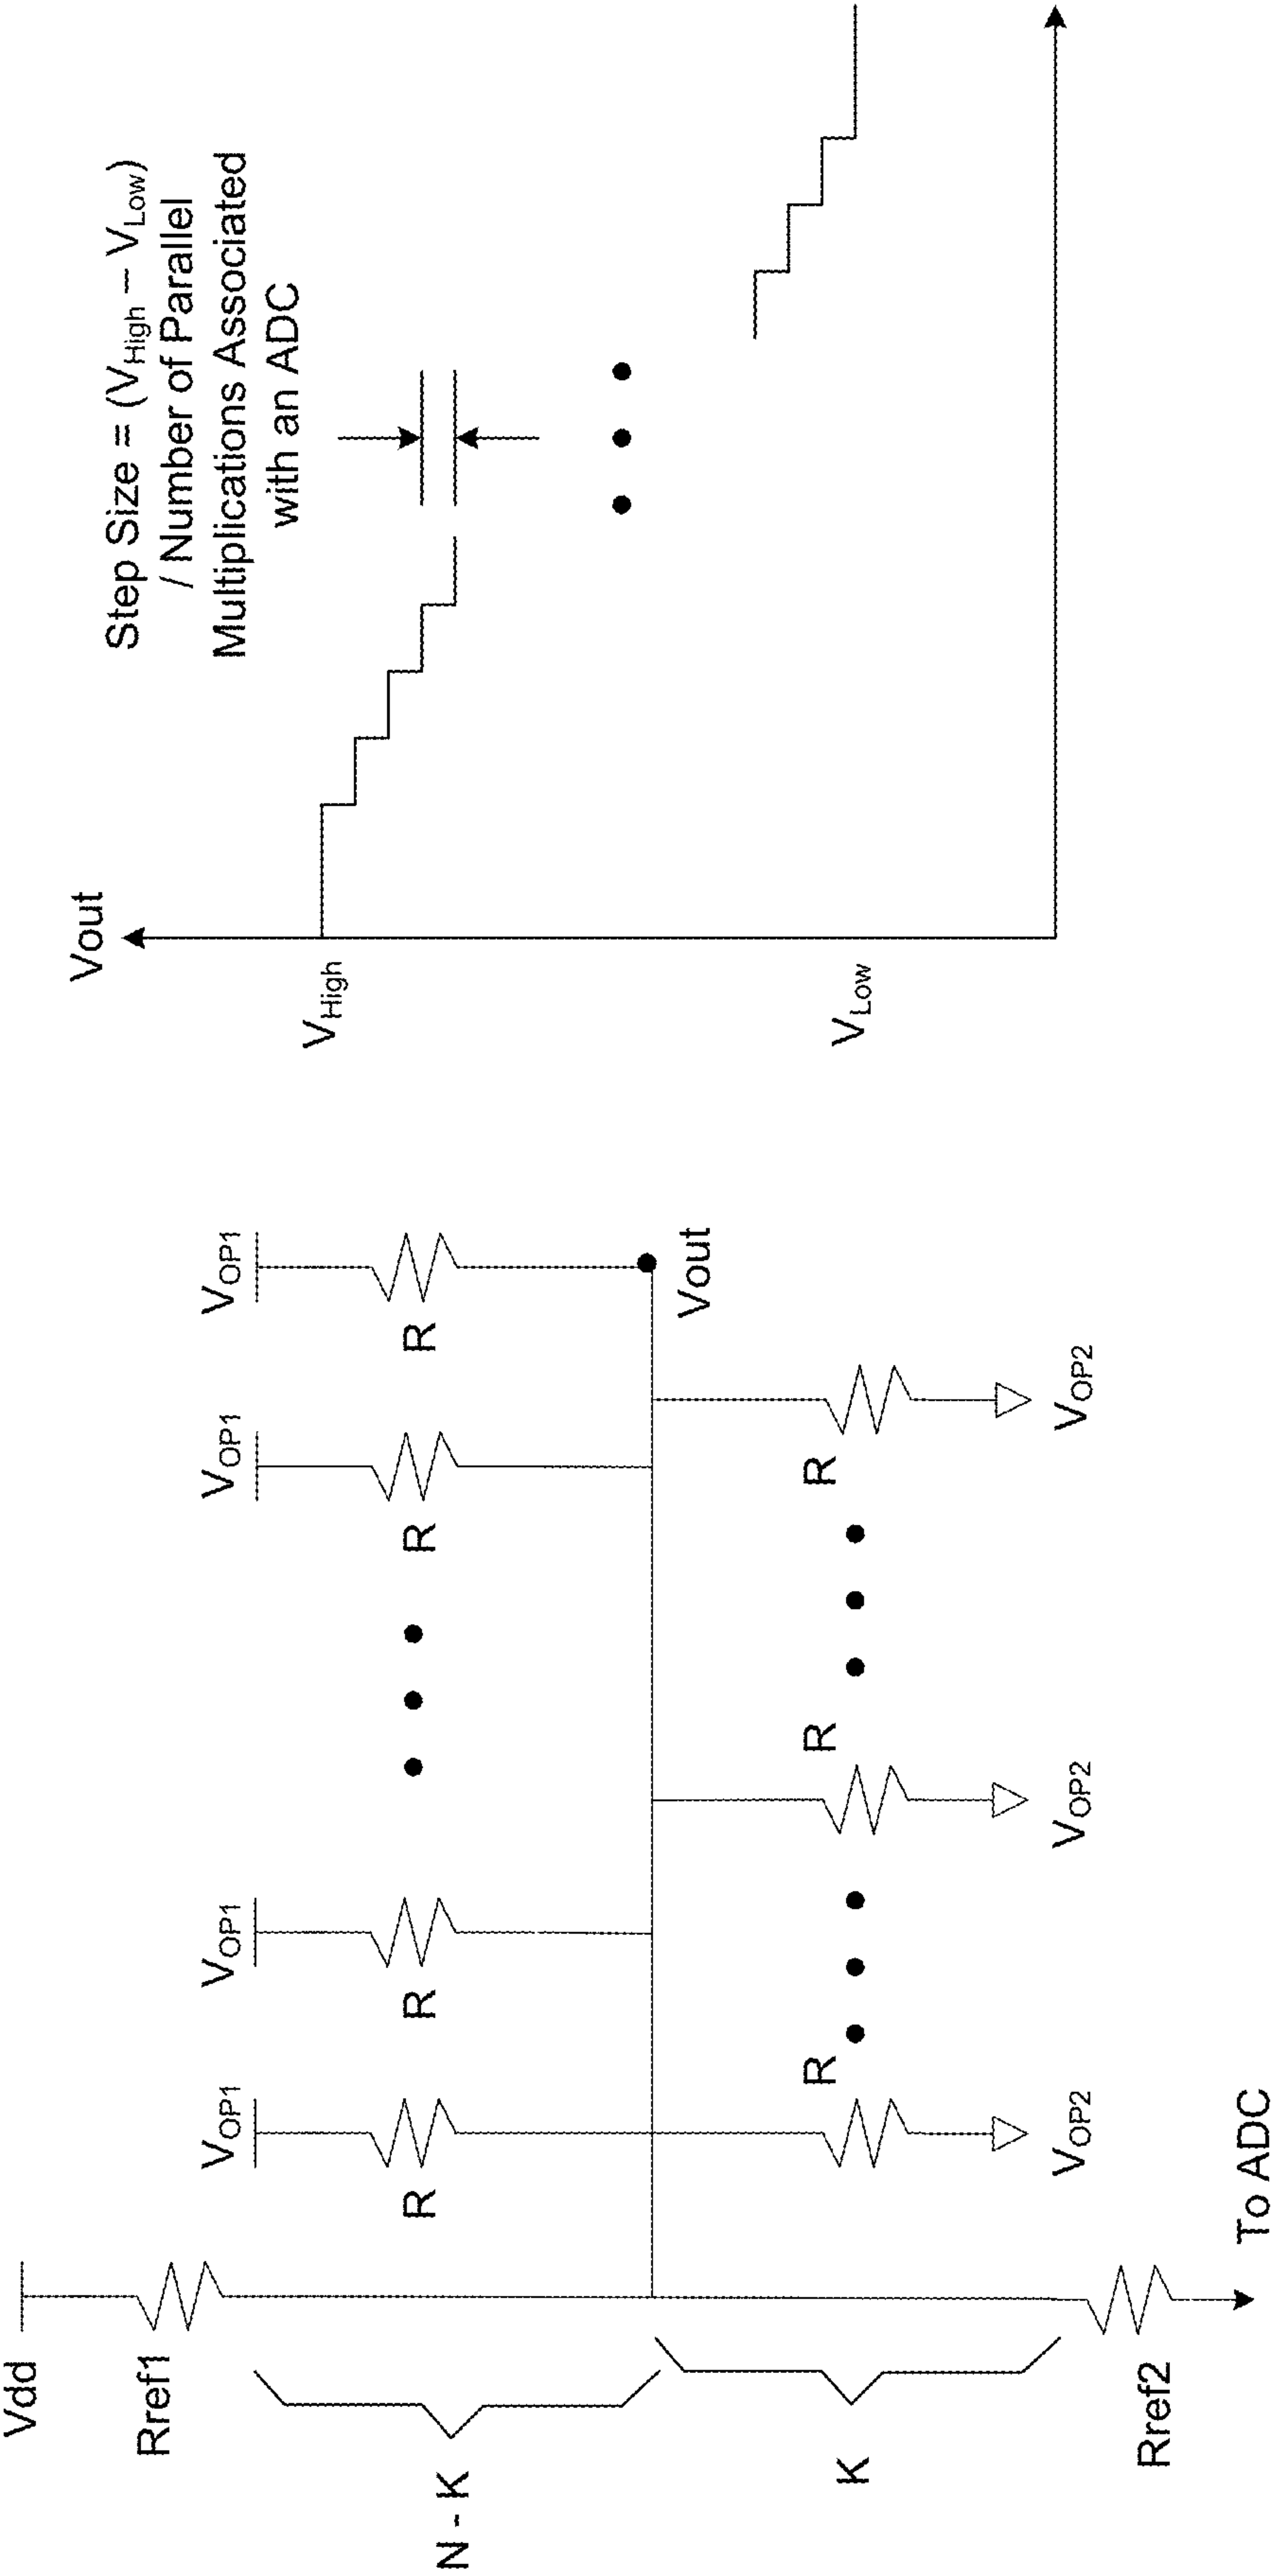 Vdd
Rref1
N - K
K
Rref2
To ADC
VOP1
VOP1
VOP1
VOP1
R
R
R
R
Vout
R
R
R
VOP2
VOP2
VOP2
Vout
VHigh
VLow
Step Size = (VHigh – VLow)
/ Number of Parallel
Multiplications Associated
with an ADC